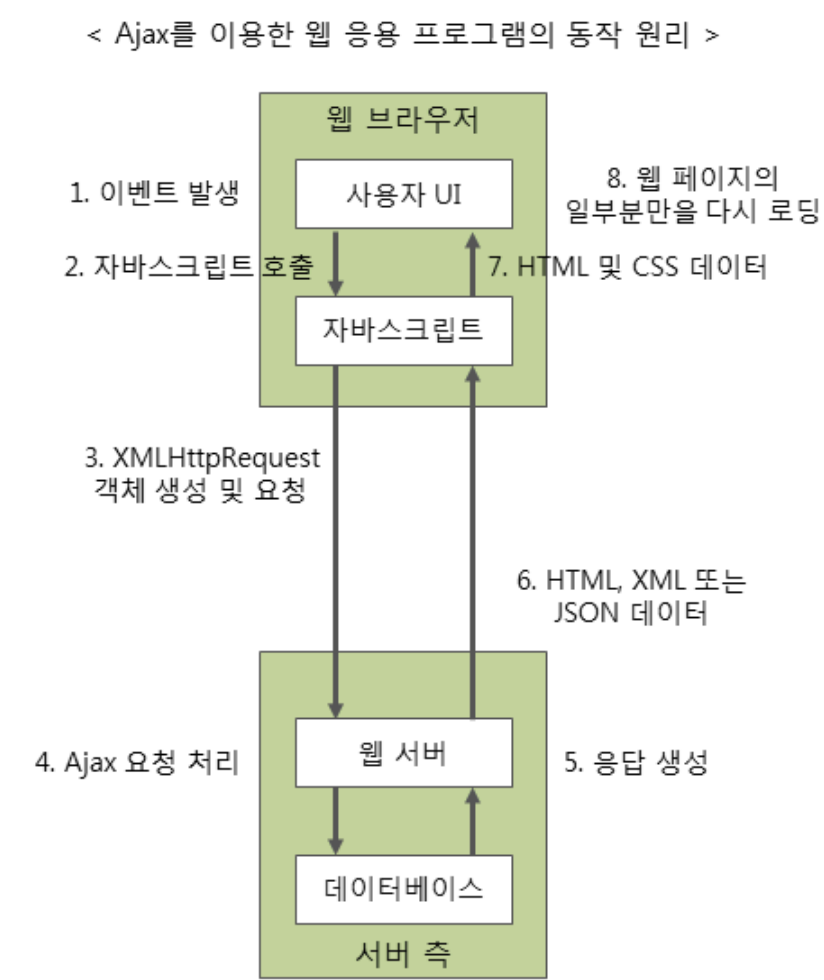 < Ajax를 이용한 웹 응용 프로그램의 동작 원리 >
웹 브라우저
1. 이벤트 발생
사용자 UI
8. 웹 페이지의
일부분만을 다시 로딩
2. 자바스크립트 호출
7. HTML 및 CSS 데이터
자바스크립트
3. XMLHttpRequest
객체 생성 및 요청
6. HTML, XML 또는
JSON 데이터
4. Ajax 요청 처리
웹 서버
5. 응답 생성
데이터베이스
서버 측